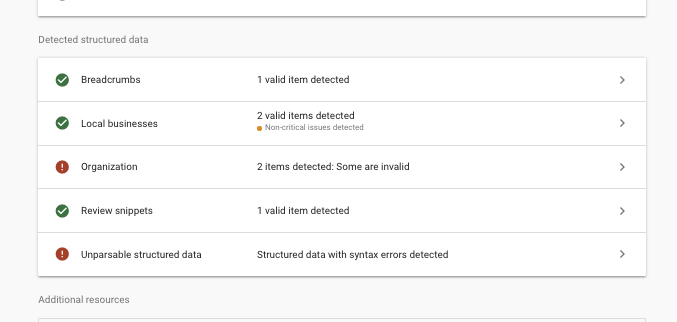 Detected structured data
Breadcrumbs 1 valid item detected
Local businesses 2 valid items detected
Non-critical issues detected
Organization 2 items detected: Some are invalid
Review snippets 1 valid item detected
Unparsable structured data Structured data with syntax errors detected
Additional resources